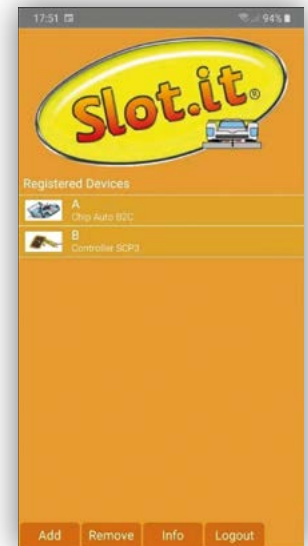 17:51 94%
Slot.it®
Registered Devices
A
Chip Auto B2C
B
Controller SCP3
Add Remove Info Logout